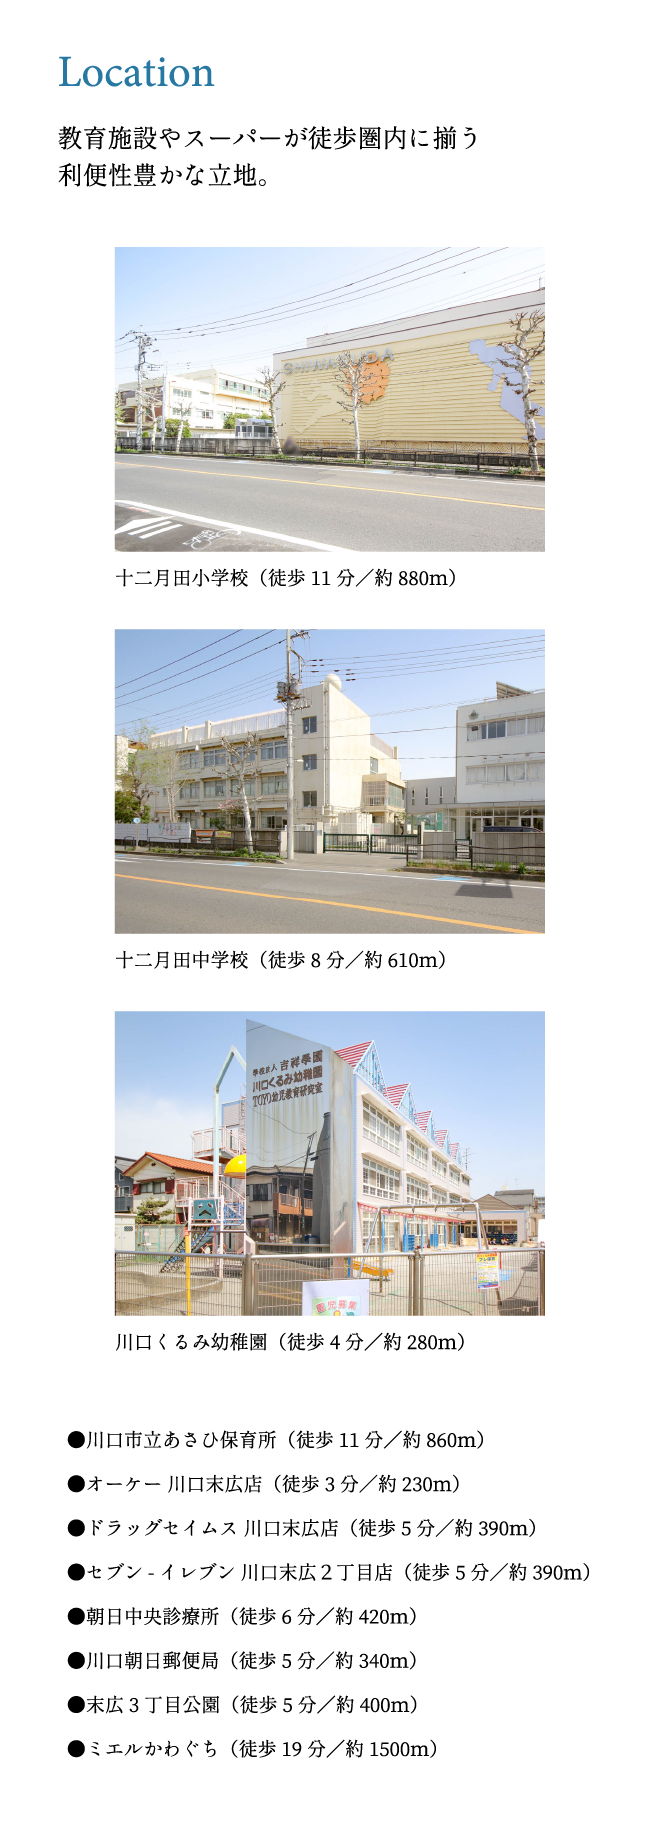 Location
教育施設やスーパーが徒歩圏内に揃う
利便性豊かな立地。
十二月田小学校（徒歩 11 分／約 880m）
十二月田中学校（徒歩 8 分／約 610m）
学校法人 吉祥學園
川口くるみ幼稚園
TOYO幼児教育研究室
園児募集
川口くるみ幼稚園（徒歩 4 分／約 280m）
●川口市立あさひ保育所（徒歩 11 分／約 860m）
●オーケー 川口末広店（徒歩 3 分／約 230m）
●ドラッグセイムス 川口末広店（徒歩 5 分／約 390m）
●セブン - イレブン 川口末広２丁目店（徒歩 5 分／約 390m）
●朝日中央診療所（徒歩 6 分／約 420m）
●川口朝日郵便局（徒歩 5 分／約 340m）
●末広 3 丁目公園（徒歩 5 分／約 400m）
●ミエルかわぐち（徒歩 19 分／約 1500m）